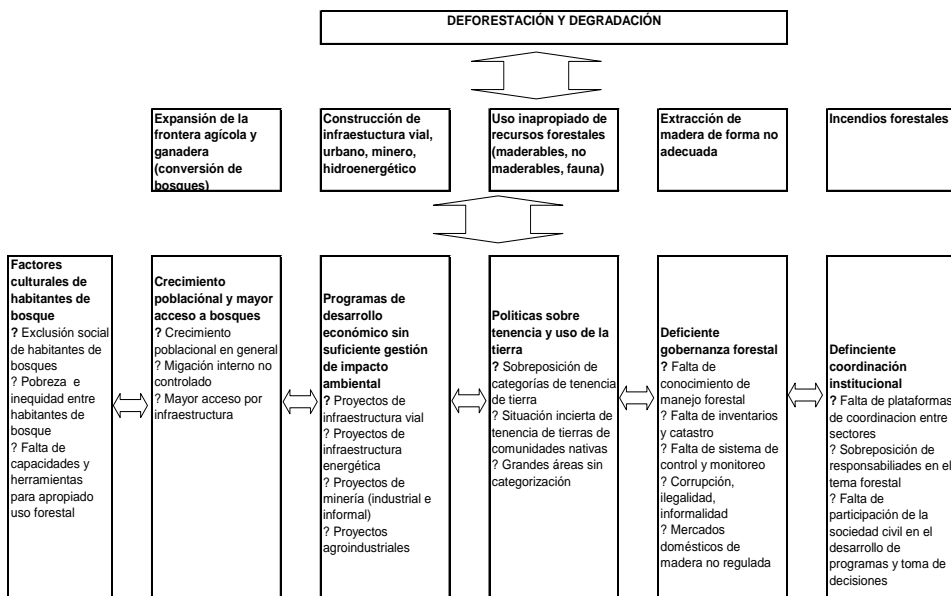 DEFORESTACIÓN Y DEGRADACIÓN
Expansión de la
frontera agícola y
ganadera
(conversión de
bosques)
Construcción de
infraestuctura vial,
urbano, minero,
hidroenergético
Uso inapropiado de
recursos forestales
(maderables, no
maderables, fauna)
Extracción de
madera de forma no
adecuada
Incendios forestales
Factores
culturales de
habitantes de
bosque
? Exclusión social
de habitantes de
bosques
? Pobreza e
inequidad entre
habitantes de
bosque
? Falta de
capacidades y
herramientas
para apropiado
uso forestal
Crecimiento
poblaciónal y mayor
acceso a bosques
? Crecimiento
poblacional en general
? Migación interno no
controlado
? Mayor acceso por
infraestructura
Programas de
desarrollo
económico sin
suficiente gestión
de impacto
ambiental
? Proyectos de
infraestructura vial
? Proyectos de
infraestructura
energética
? Proyectos de
minería (industrial e
informal)
? Proyectos
agroindustriales
Politicas sobre
tenencia y uso de la
tierra
? Sobreposición de
categorías de tenencia
de tierra
? Situación incierta de
tenencia de tierras de
comunidades nativas
? Grandes áreas sin
categorización
Deficiente
gobernanza forestal
? Falta de
conocimiento de
manejo forestal
? Falta de inventarios
y catastro
? Falta de sistema de
control y monitoreo
? Corrupción,
ilegalidad,
informalidad
? Mercados
domésticos de
madera no regulada
Definciente
coordinación
institucional
? Falta de plataformas
de coordinacion entre
sectores
? Sobreposición de
responsabiliades en el
tema forestal
? Falta de
participación de la
sociedad civil en el
desarrollo de
programas y toma de
decisiones